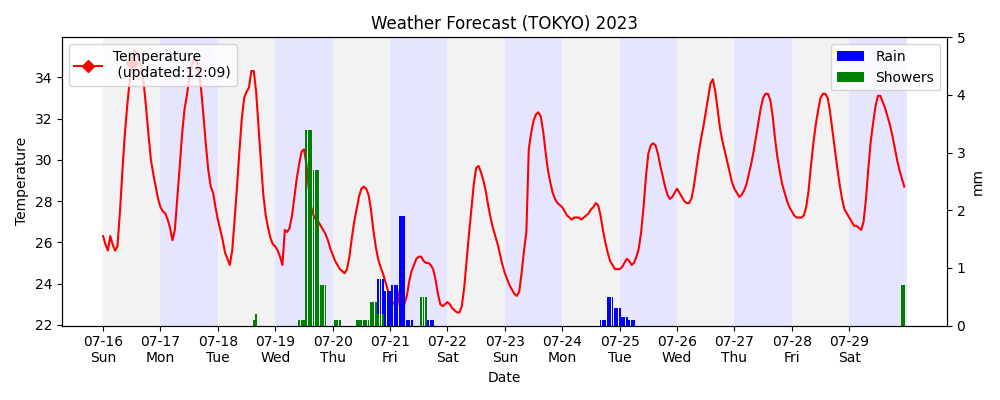 Weather Forecast (TOKYO) 2023
Temperature
(updated:12:09)
Rain
Showers
Temperature
34
32
30
28
26
24
22
5
4
3
2
1
0
mm
07-16 07-17 07-18 07-19 07-20 07-21 07-22 07-23 07-24 07-25 07-26 07-27 07-28 07-29
Sun Mon Tue Wed Thu Fri Sat Sun Mon Tue Wed Thu Fri Sat
Date